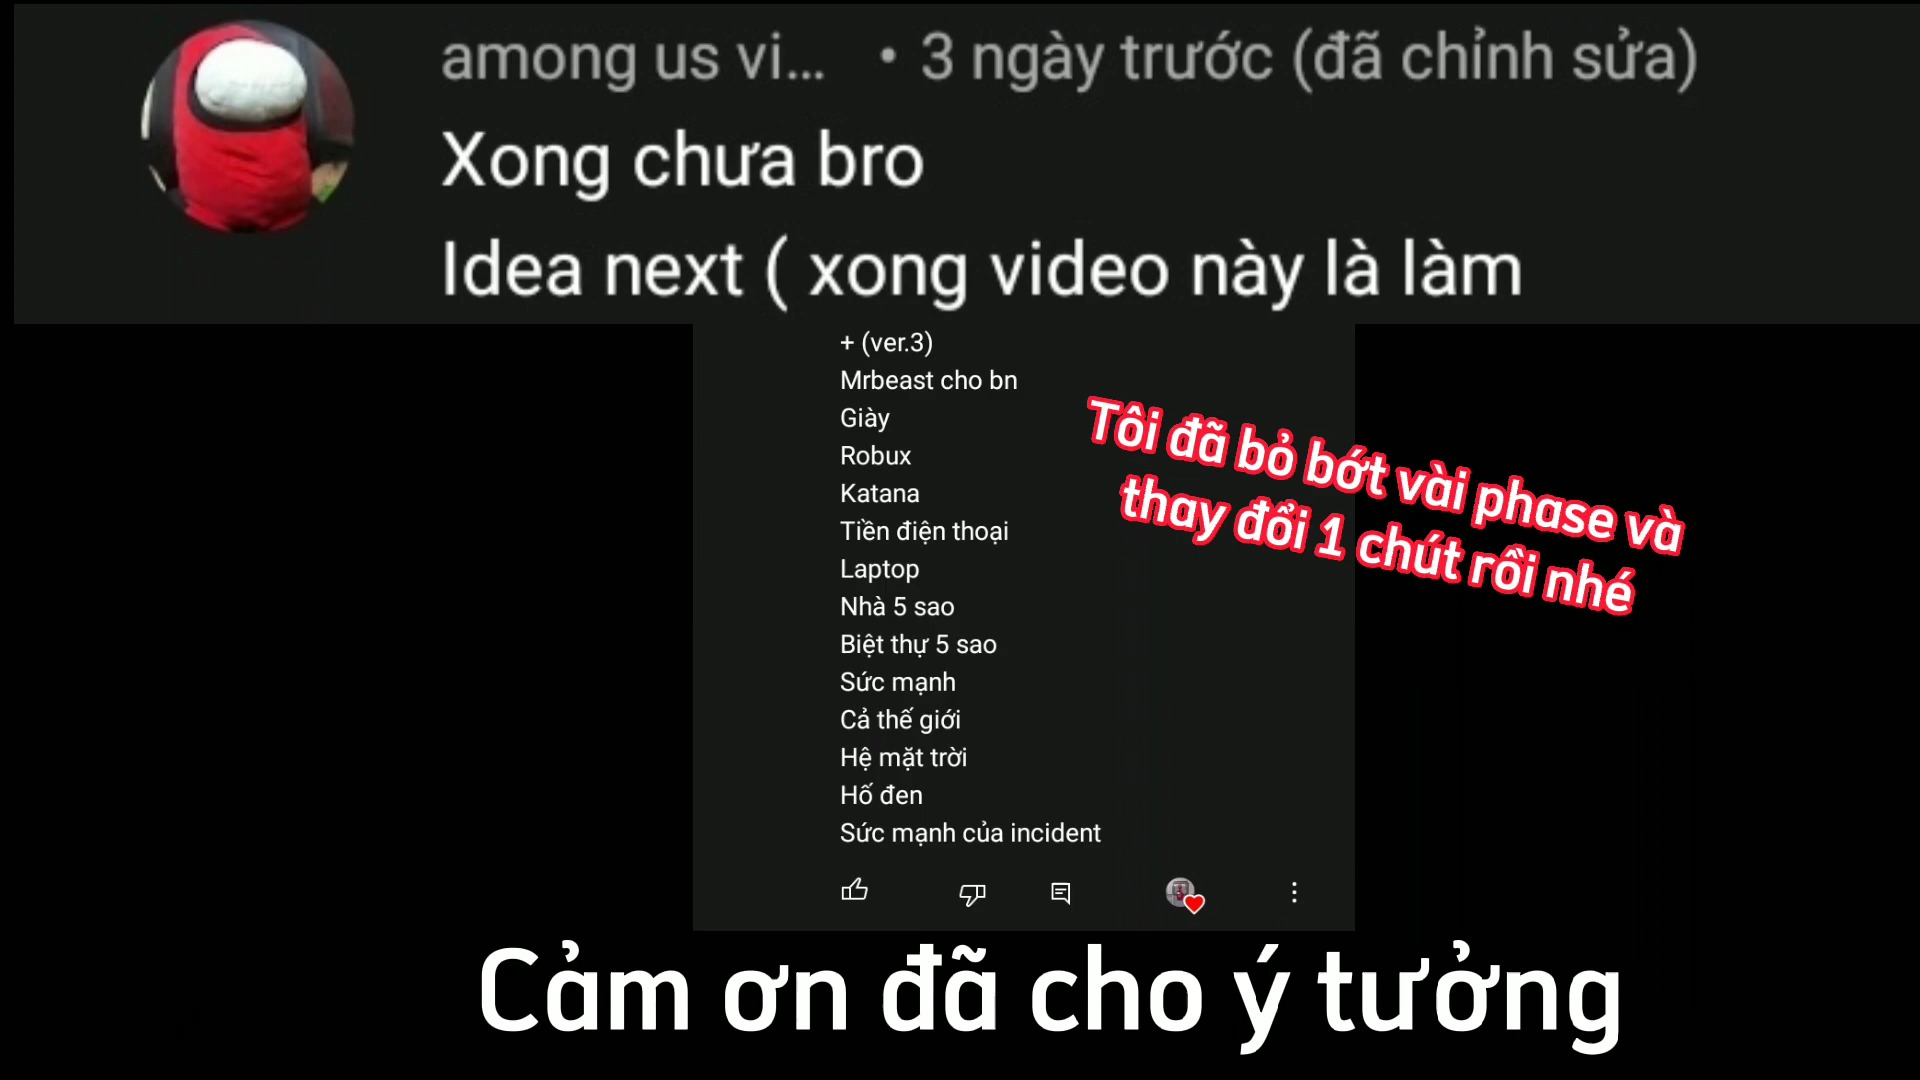 among us vi... • 3 ngày trước (đã chỉnh sửa)
Xong chưa bro
Idea next ( xong video này là làm
+ (ver.3)
Mrbeast cho bn
Giày
Robux
Katana
Tiền điện thoại
Laptop
Nhà 5 sao
Biệt thự 5 sao
Sức mạnh
Cả thế giới
Hệ mặt trời
Hố đen
Sức mạnh của incident
Tôi đã bỏ bớt vài phase và
thay đổi 1 chút rồi nhé
Cảm ơn đã cho ý tưởng